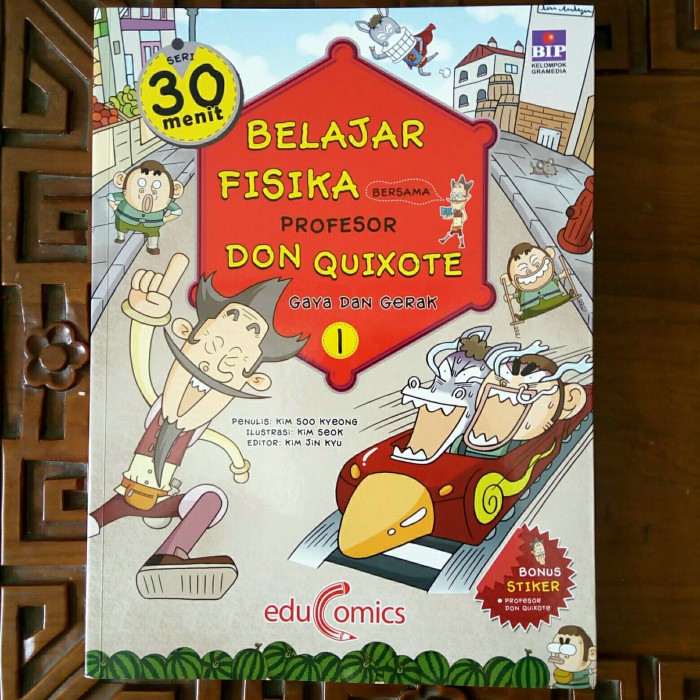 SERI
30
menit
BIP
KELOMPOK
GRAMEDIA
BELAJAR
FISIKA BERSAMA
PROFESOR
DON QUIXOTE
GAYA DAN GERAK
1
PENULIS: KIM SOO KYEONG
ILUSTRASI: KIM SEOK
EDITOR: KIM JIN KYU
BONUS
STIKER
• PROFESOR
DON QUIXOTE
eduComics